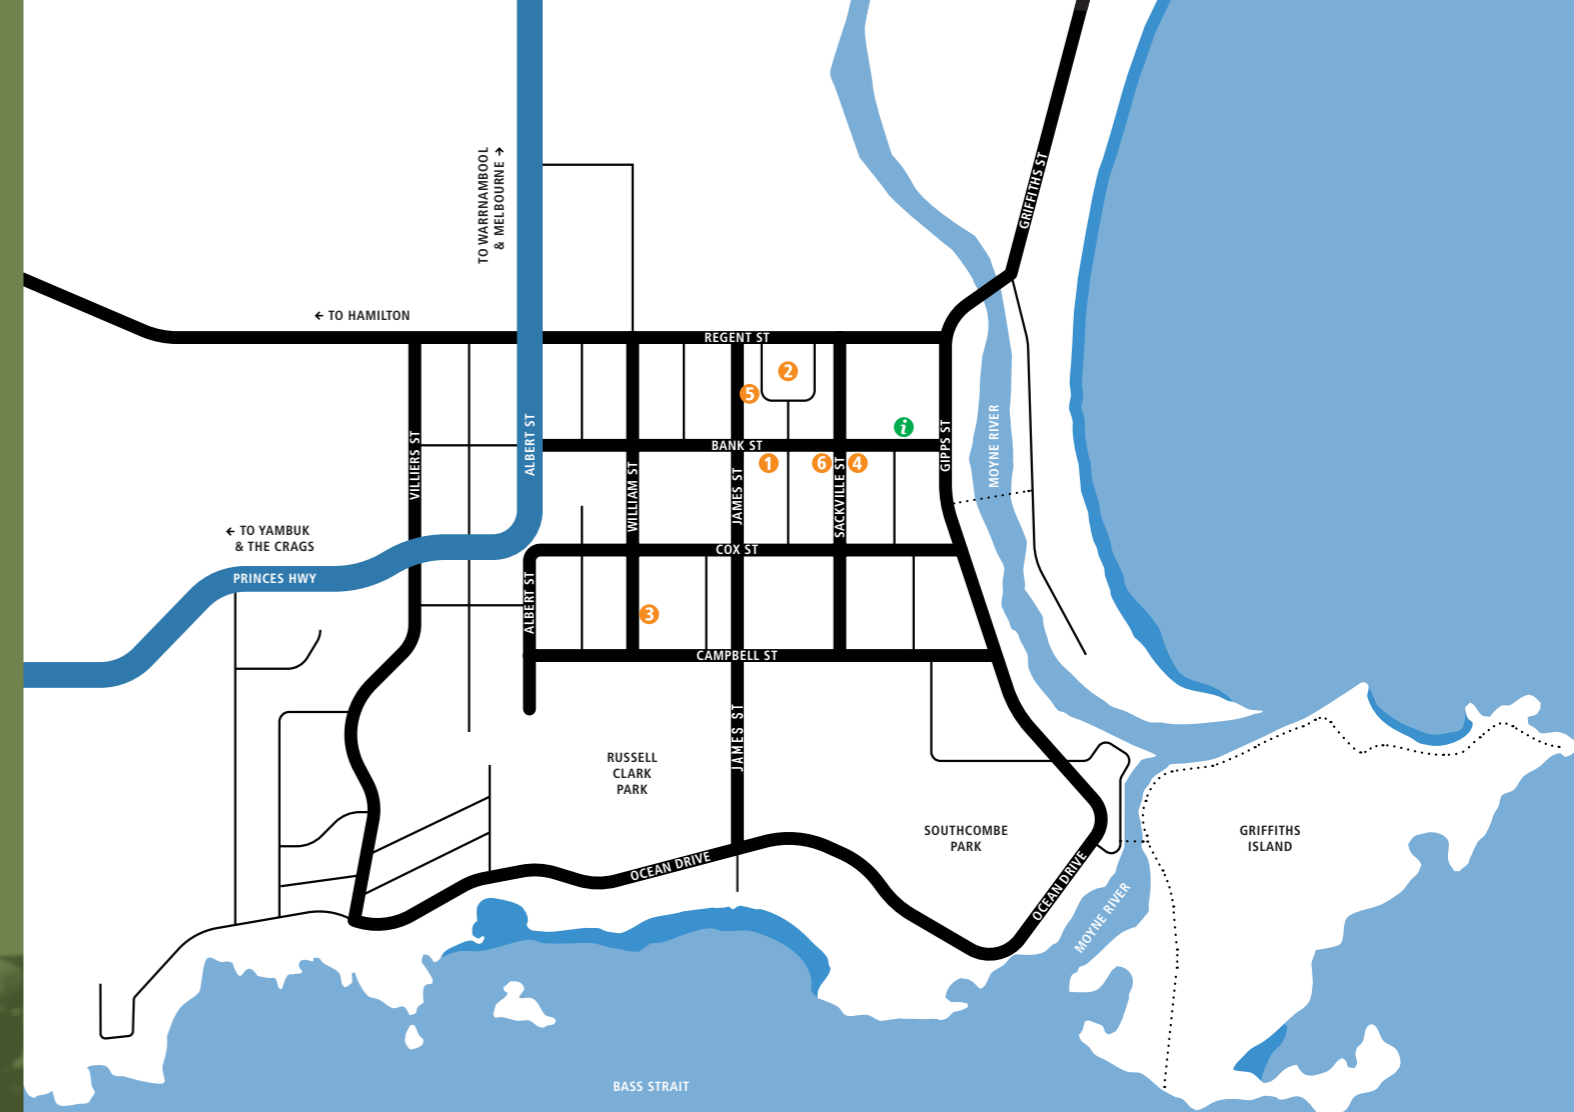 TO WARRNAMBOOL
& MELBOURNE →
GRIFFITHS ST
← TO HAMILTON
REGENT ST
2
5
i
BANK ST
VILLIERS ST
ALBERT ST
WILLIAM ST
JAMES ST
1
6
4
SACKVILLE ST
GIPPS ST
MOYNE RIVER
← TO YAMBUK
& THE CRAGS
PRINCES HWY
COX ST
ALBERT ST
3
CAMPBELL ST
JAMES ST
RUSSELL
CLARK
PARK
SOUTHCOMBE
PARK
GRIFFITHS
ISLAND
OCEAN DRIVE
OCEAN DRIVE
MOYNE RIVER
BASS STRAIT